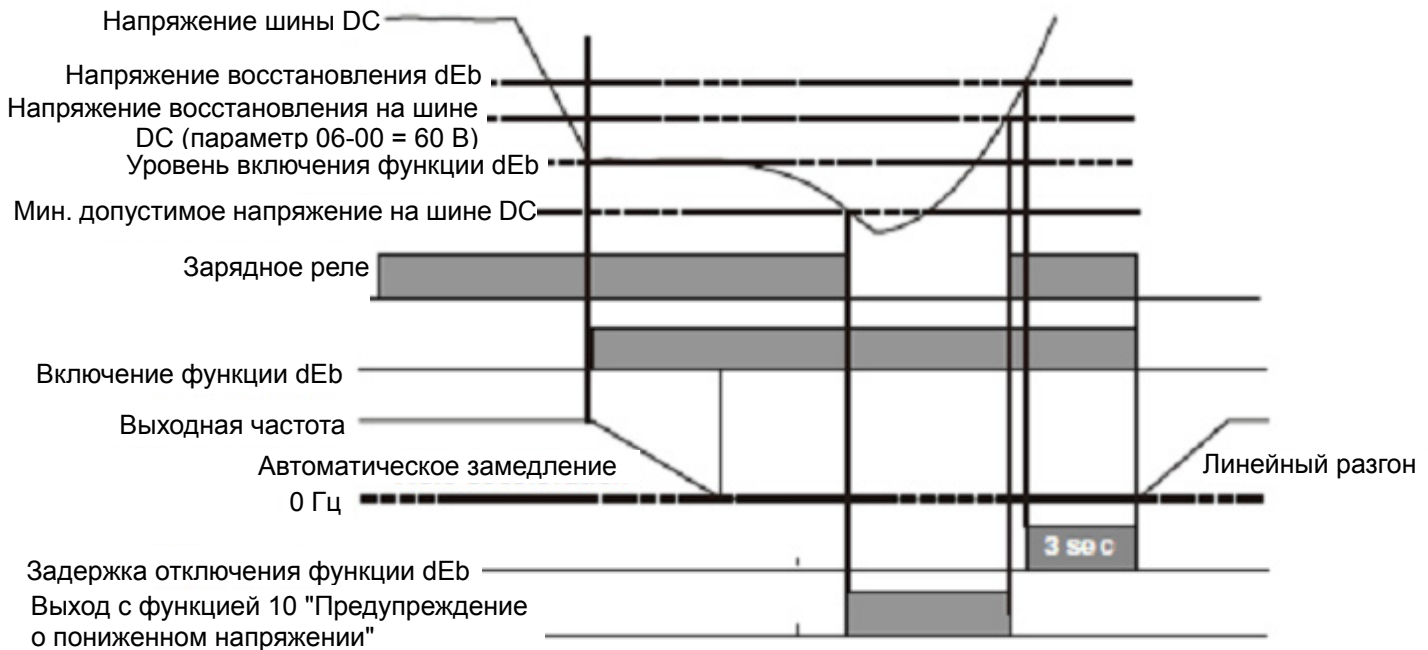 Напряжение шины DC
Напряжение восстановления dEb
Напряжение восстановления на шине
DC (параметр 06-00 = 60 В)
Уровень включения функции dEb
Мин. допустимое напряжение на шине DC
Зарядное реле
Включение функции dEb
Выходная частота
Автоматическое замедление
Линейный разгон
0 Гц
3 sec
Задержка отключения функции dEb
Выход с функцией 10 "Предупреждение
о пониженном напряжении"